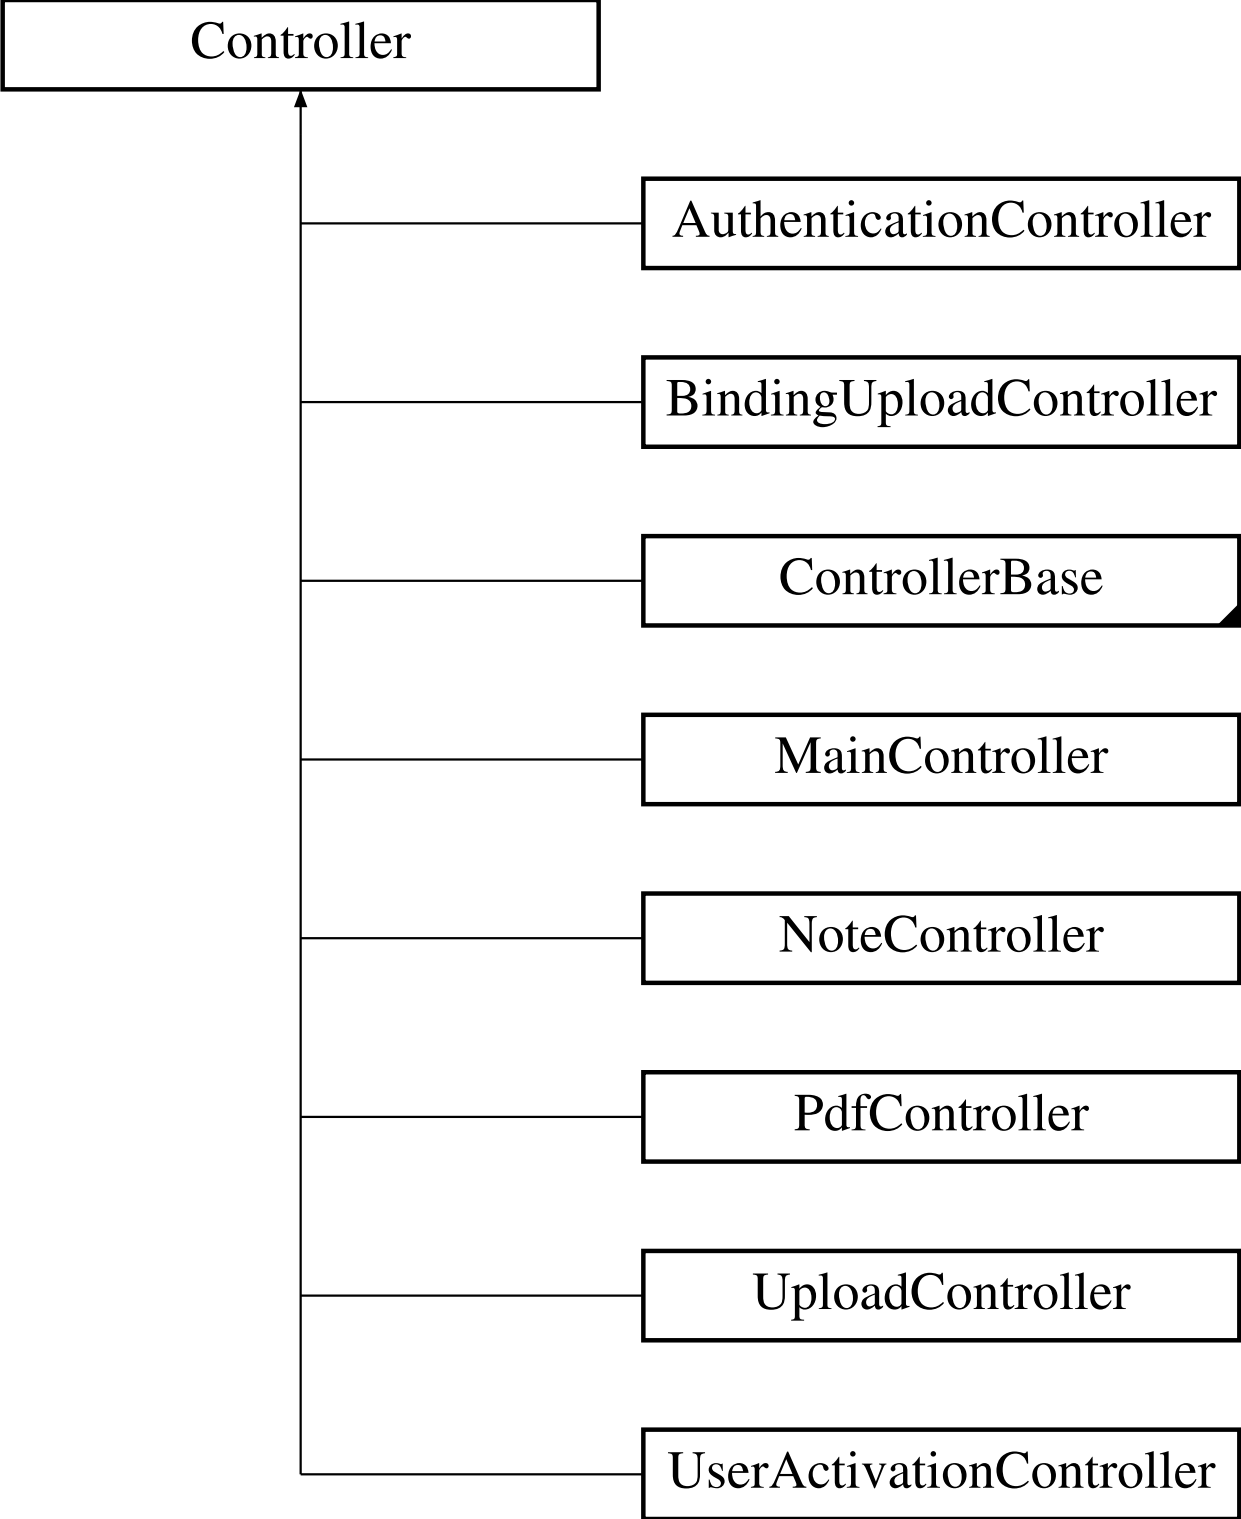 Controller
AuthenticationController
BindingUploadController
ControllerBase
MainController
NoteController
PdfController
UploadController
UserActivationController